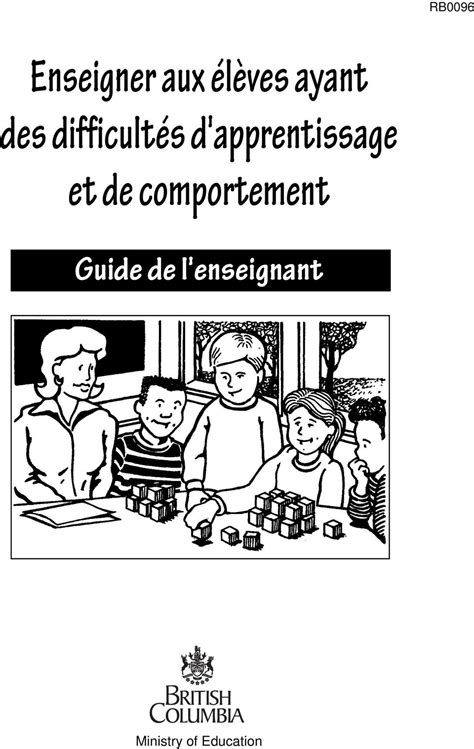 RB0096
Enseigner aux élèves ayant
des difficultés d'apprentissage
et de comportement
Guide de l'enseignant
BRITISH
COLUMBIA
Ministry of Education